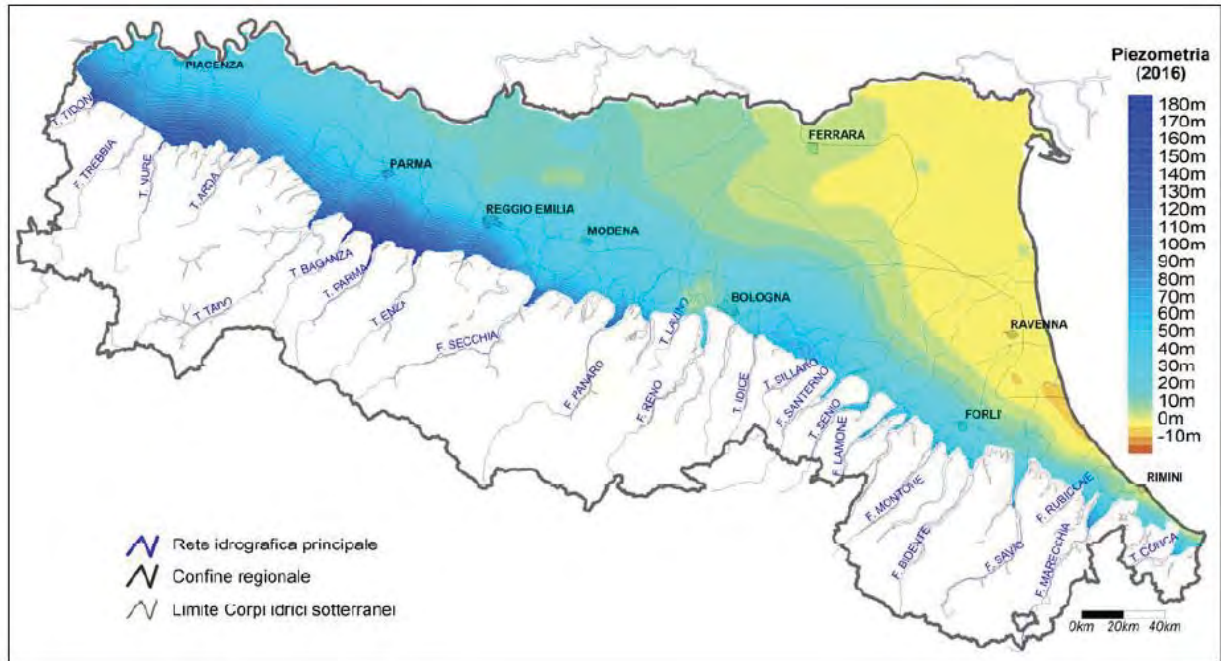 PIACENZA
Piezometria
(2016)
180m
170m
160m
150m
140m
130m
120m
110m
100m
90m
80m
70m
60m
50m
40m
30m
20m
10m
0m
-10m
FERRARA
PARMA
REGGIO EMILIA
MODENA
BOLOGNA
RAVENNA
FORLI'
RIMINI
T. TIDONE
F. TREBBIA
T. NURE
T. ARDA
T. TARO
T. BAGANZA
T. PARMA
T. ENZA
F. SECCHIA
F. PANARO
F. RENO
T. LAVINO
T. IDICE
T. SILLARO
F. SANTERNO
T. SENIO
F. LAMONE
F. MONTONE
F. BIDENTE
F. SAVIO
F. RUBICONE
F. MARECCHIA
T. CONCA
Rete idrografica principale
Confine regionale
Limite Corpi idrici sotterranei
0km 20km 40km